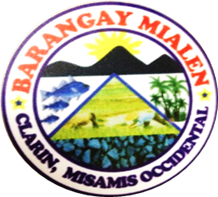 BARANGAY MIALEN
CLARIN, MISAMIS OCCIDENTAL